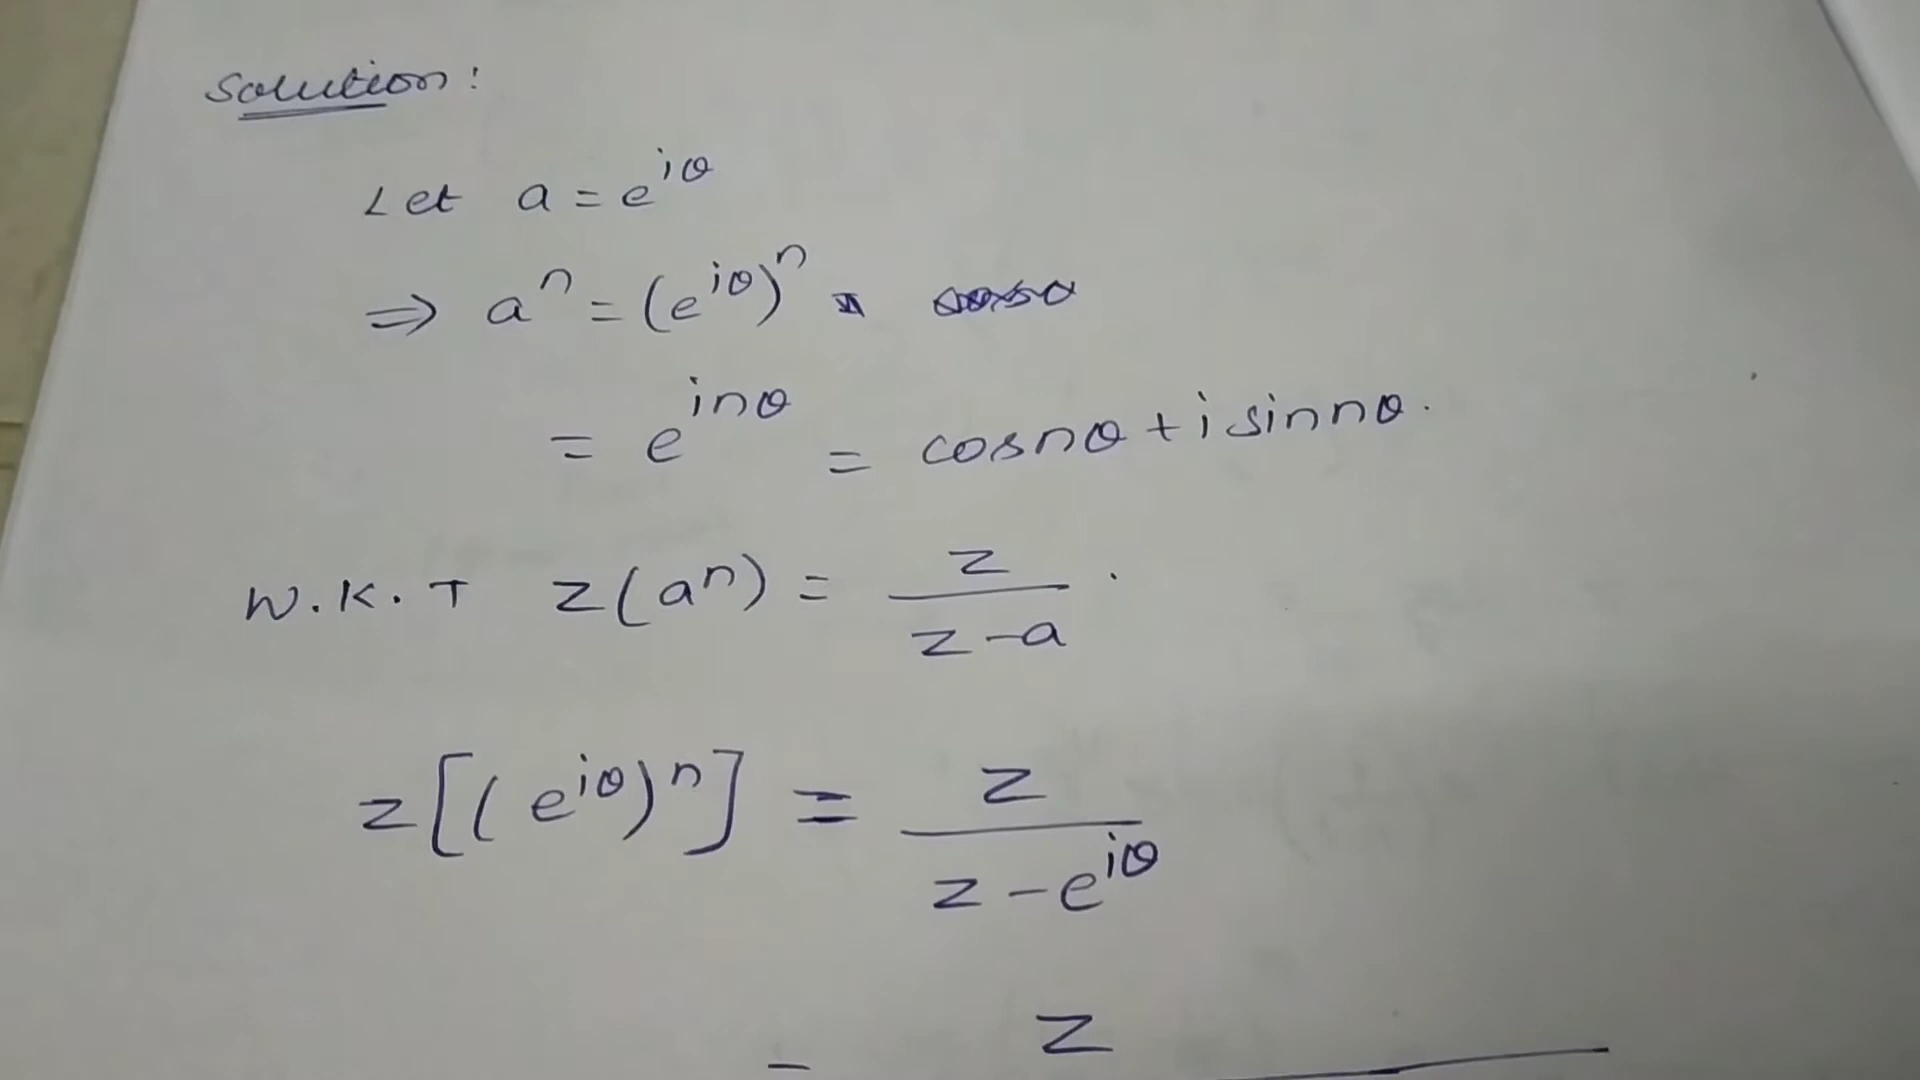 Solution:
Let a = e^{iθ}
⇒ a^n = (e^{iθ})^n
= e^{inθ} = cosnθ + i sinnθ.
W.K.T z(a^n) = z/(z-a).
z[(e^{iθ})^n] = z/(z-e^{iθ})
= z